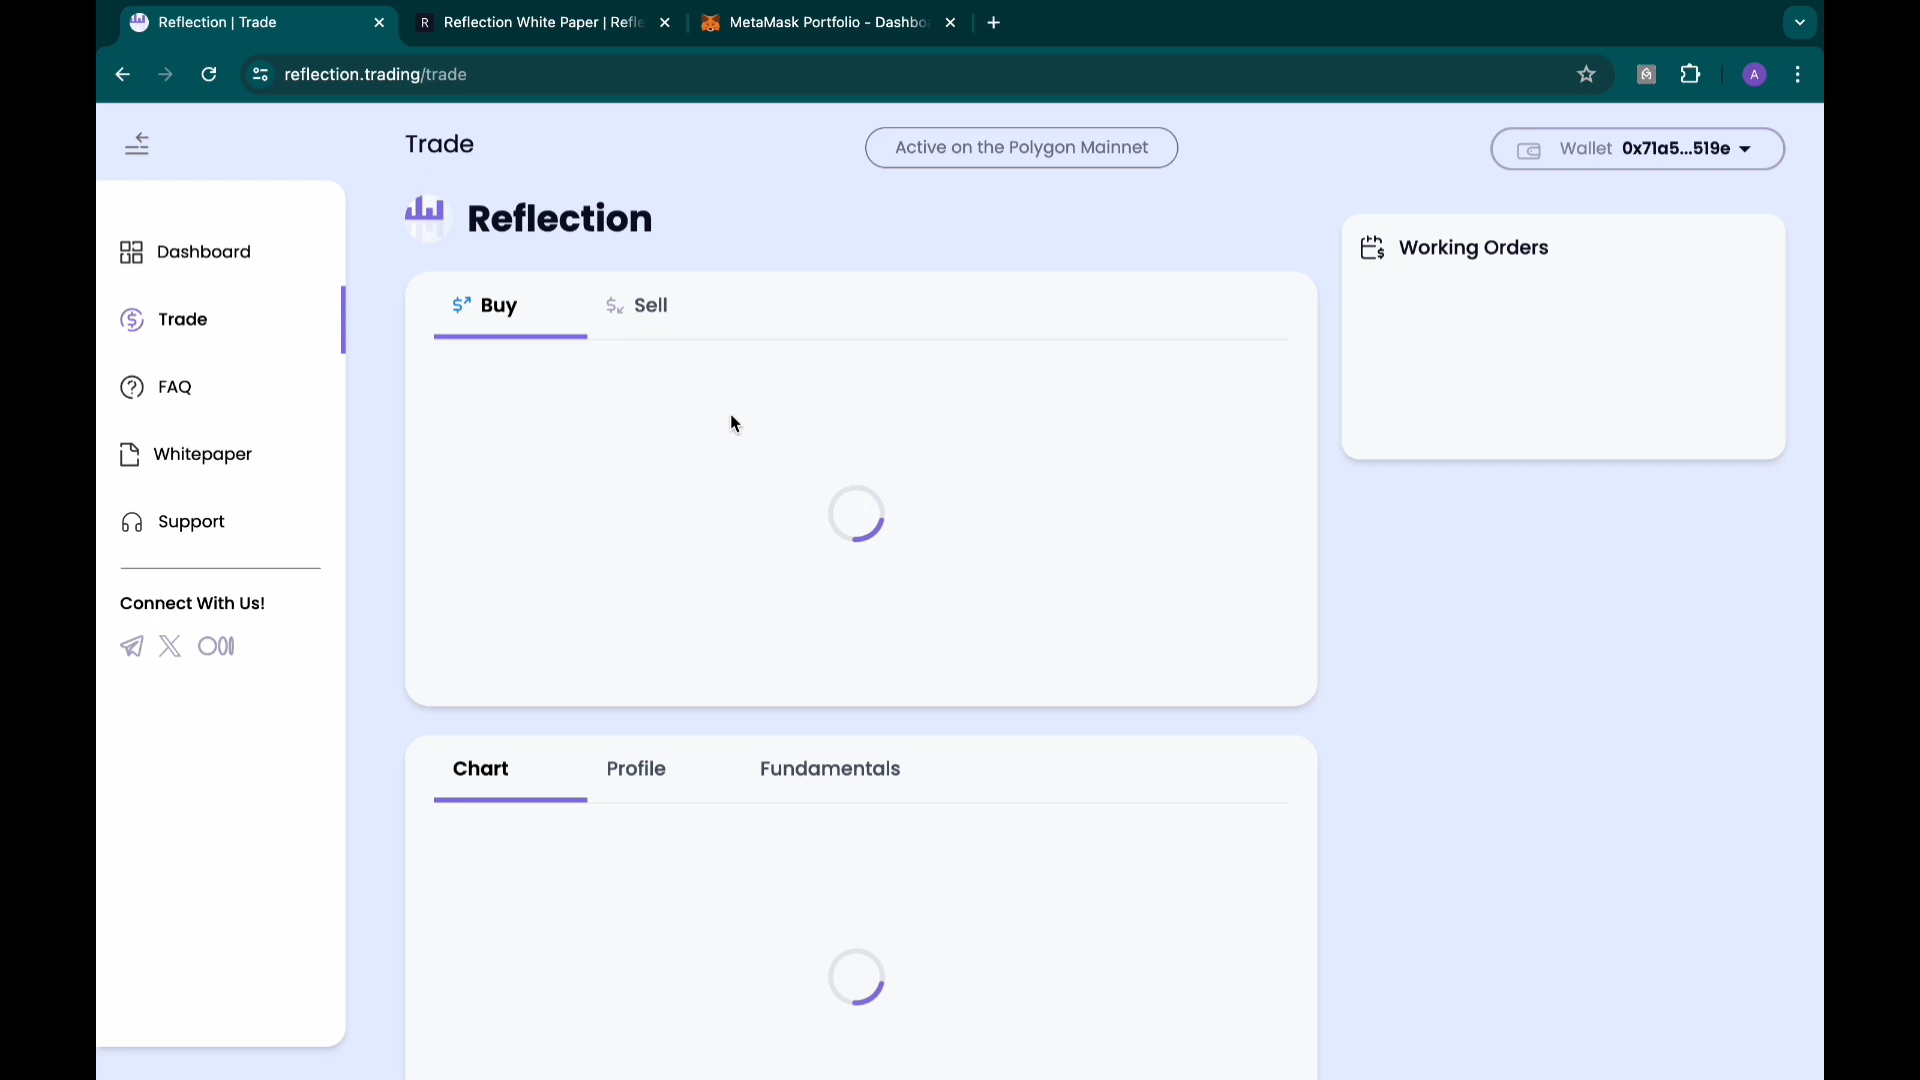 Reflection | Trade
Reflection White Paper | Refle
MetaMask Portfolio - Dashbo
reflection.trading/trade
A
Trade
Active on the Polygon Mainnet
Wallet 0x71a5...519e
Reflection
Working Orders
Dashboard
Trade
FAQ
Whitepaper
Support
Connect With Us!
Buy
Sell
Chart
Profile
Fundamentals